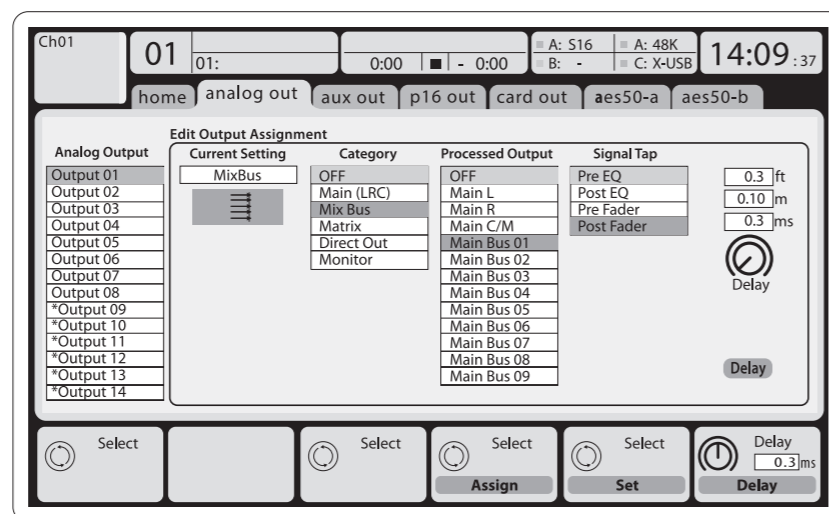 Ch01
01
01:
0:00 - 0:00
A: S16
B: -
A: 48K
C: X-USB
14:09 :37
home analog out aux out p16 out card out aes50-a aes50-b
Edit Output Assignment
Analog Output
Output 01
Output 02
Output 03
Output 04
Output 05
Output 06
Output 07
Output 08
*Output 09
*Output 10
*Output 11
*Output 12
*Output 13
*Output 14
Current Setting
MixBus
Category
OFF
Main (LRC)
Mix Bus
Matrix
Direct Out
Monitor
Processed Output
OFF
Main L
Main R
Main C/M
Main Bus 01
Main Bus 02
Main Bus 03
Main Bus 04
Main Bus 05
Main Bus 06
Main Bus 07
Main Bus 08
Main Bus 09
Signal Tap
Pre EQ
Post EQ
Pre Fader
Post Fader
0.3 ft
0.10 m
0.3 ms
Delay
Delay
Select
Select
Select
Assign
Select
Set
Delay
0.3 ms
Delay